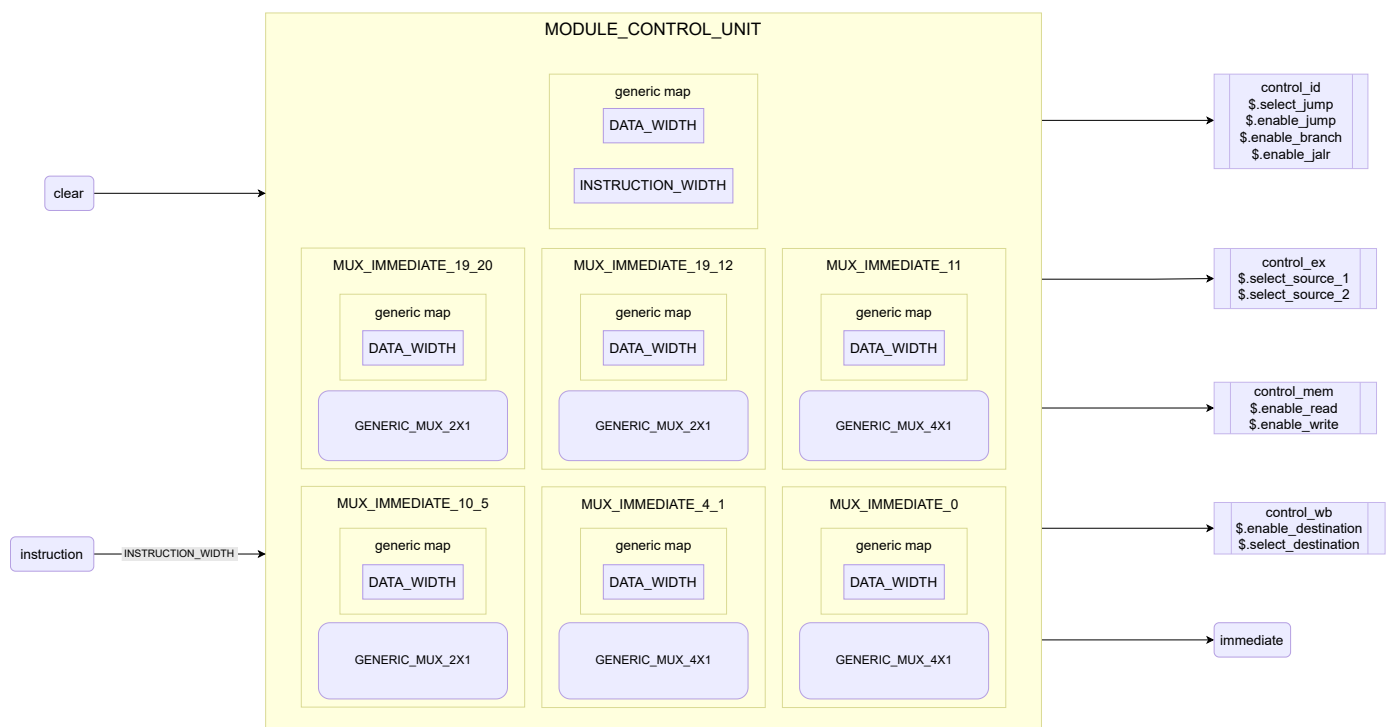 MODULE_CONTROL_UNIT
generic map
DATA_WIDTH
INSTRUCTION_WIDTH
clear
instruction
INSTRUCTION_WIDTH
MUX_IMMEDIATE_19_20
generic map
DATA_WIDTH
GENERIC_MUX_2X1
MUX_IMMEDIATE_19_12
generic map
DATA_WIDTH
GENERIC_MUX_2X1
MUX_IMMEDIATE_11
generic map
DATA_WIDTH
GENERIC_MUX_4X1
MUX_IMMEDIATE_10_5
generic map
DATA_WIDTH
GENERIC_MUX_2X1
MUX_IMMEDIATE_4_1
generic map
DATA_WIDTH
GENERIC_MUX_4X1
MUX_IMMEDIATE_0
generic map
DATA_WIDTH
GENERIC_MUX_4X1
control_id
$.select_jump
$.enable_jump
$.enable_branch
$.enable_jalr
control_ex
$.select_source_1
$.select_source_2
control_mem
$.enable_read
$.enable_write
control_wb
$.enable_destination
$.select_destination
immediate